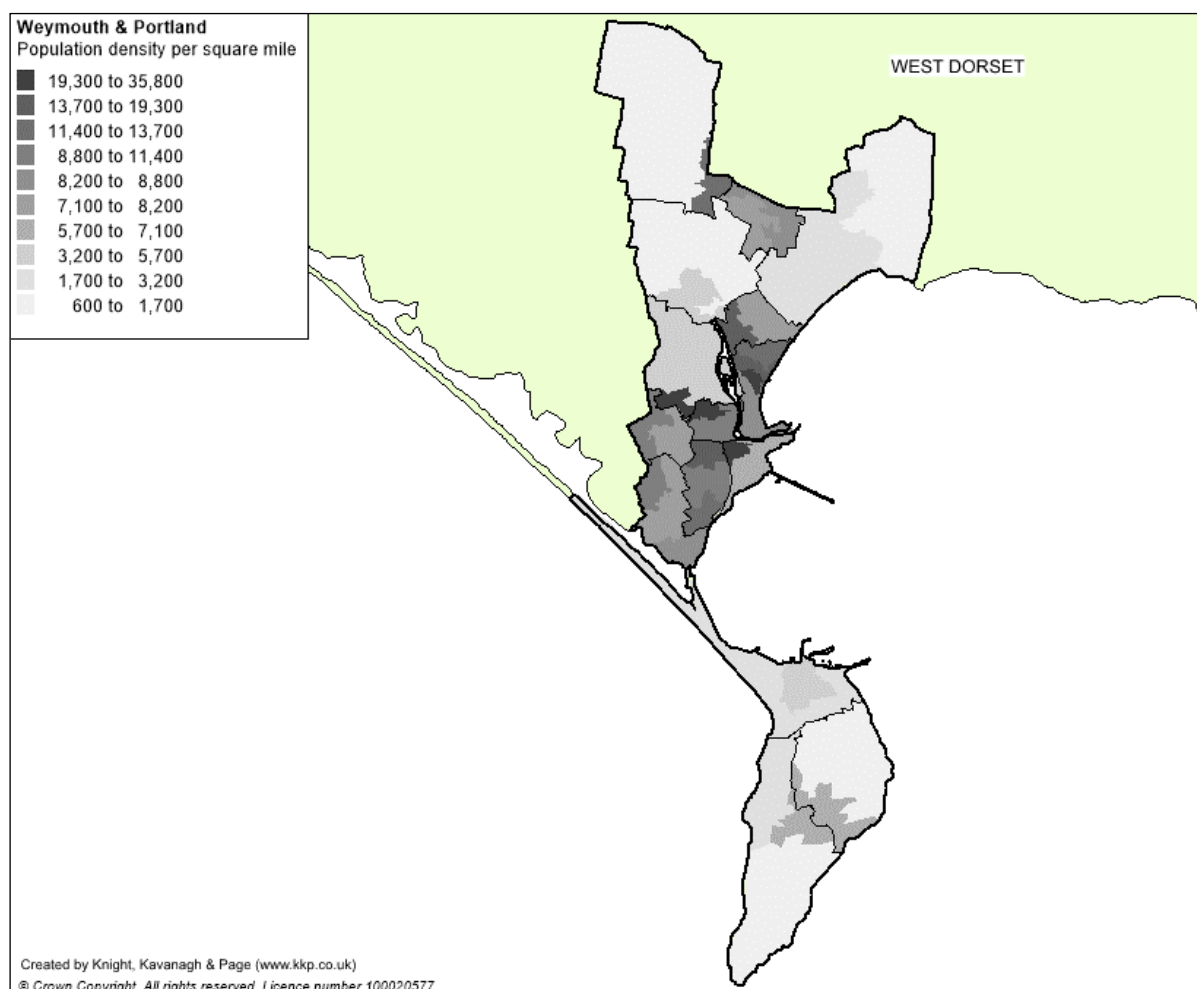 Weymouth & Portland
Population density per square mile
19,300 to 35,800
13,700 to 19,300
11,400 to 13,700
8,800 to 11,400
8,200 to 8,800
7,100 to 8,200
5,700 to 7,100
3,200 to 5,700
1,700 to 3,200
600 to 1,700
WEST DORSET
Created by Knight, Kavanagh & Page (www.kkp.co.uk)
© Crown Copyright. All rights reserved. Licence number 100020577